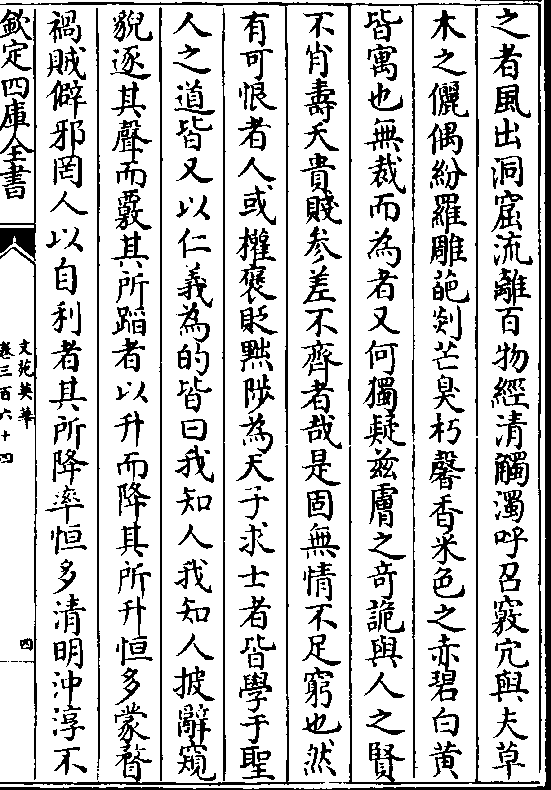 之者風出洞窟流離百物經清觸濁呼召竅穴與夫草
木之儷偶紛羅雕葩剡芒臭朽馨香采色之赤碧白黄
皆寓也無裁而為者又何獨疑兹膚之竒詭與人之賢
不肖壽夭貴賤参差不齊者哉是固無情不足窮也然
有可恨者人或權褒貶黜陟為天子求士者皆學于聖
人之道皆又以仁義為的皆曰我知人我知人披辭窺
貌逐其聲而覈其所蹈者以升而降其所升恒多蒙瞀
禍賊僻邪罔人以自利者其所降率恒多清明沖淳不
欽定四庫全書
文苑英華
卷三百六十四
四